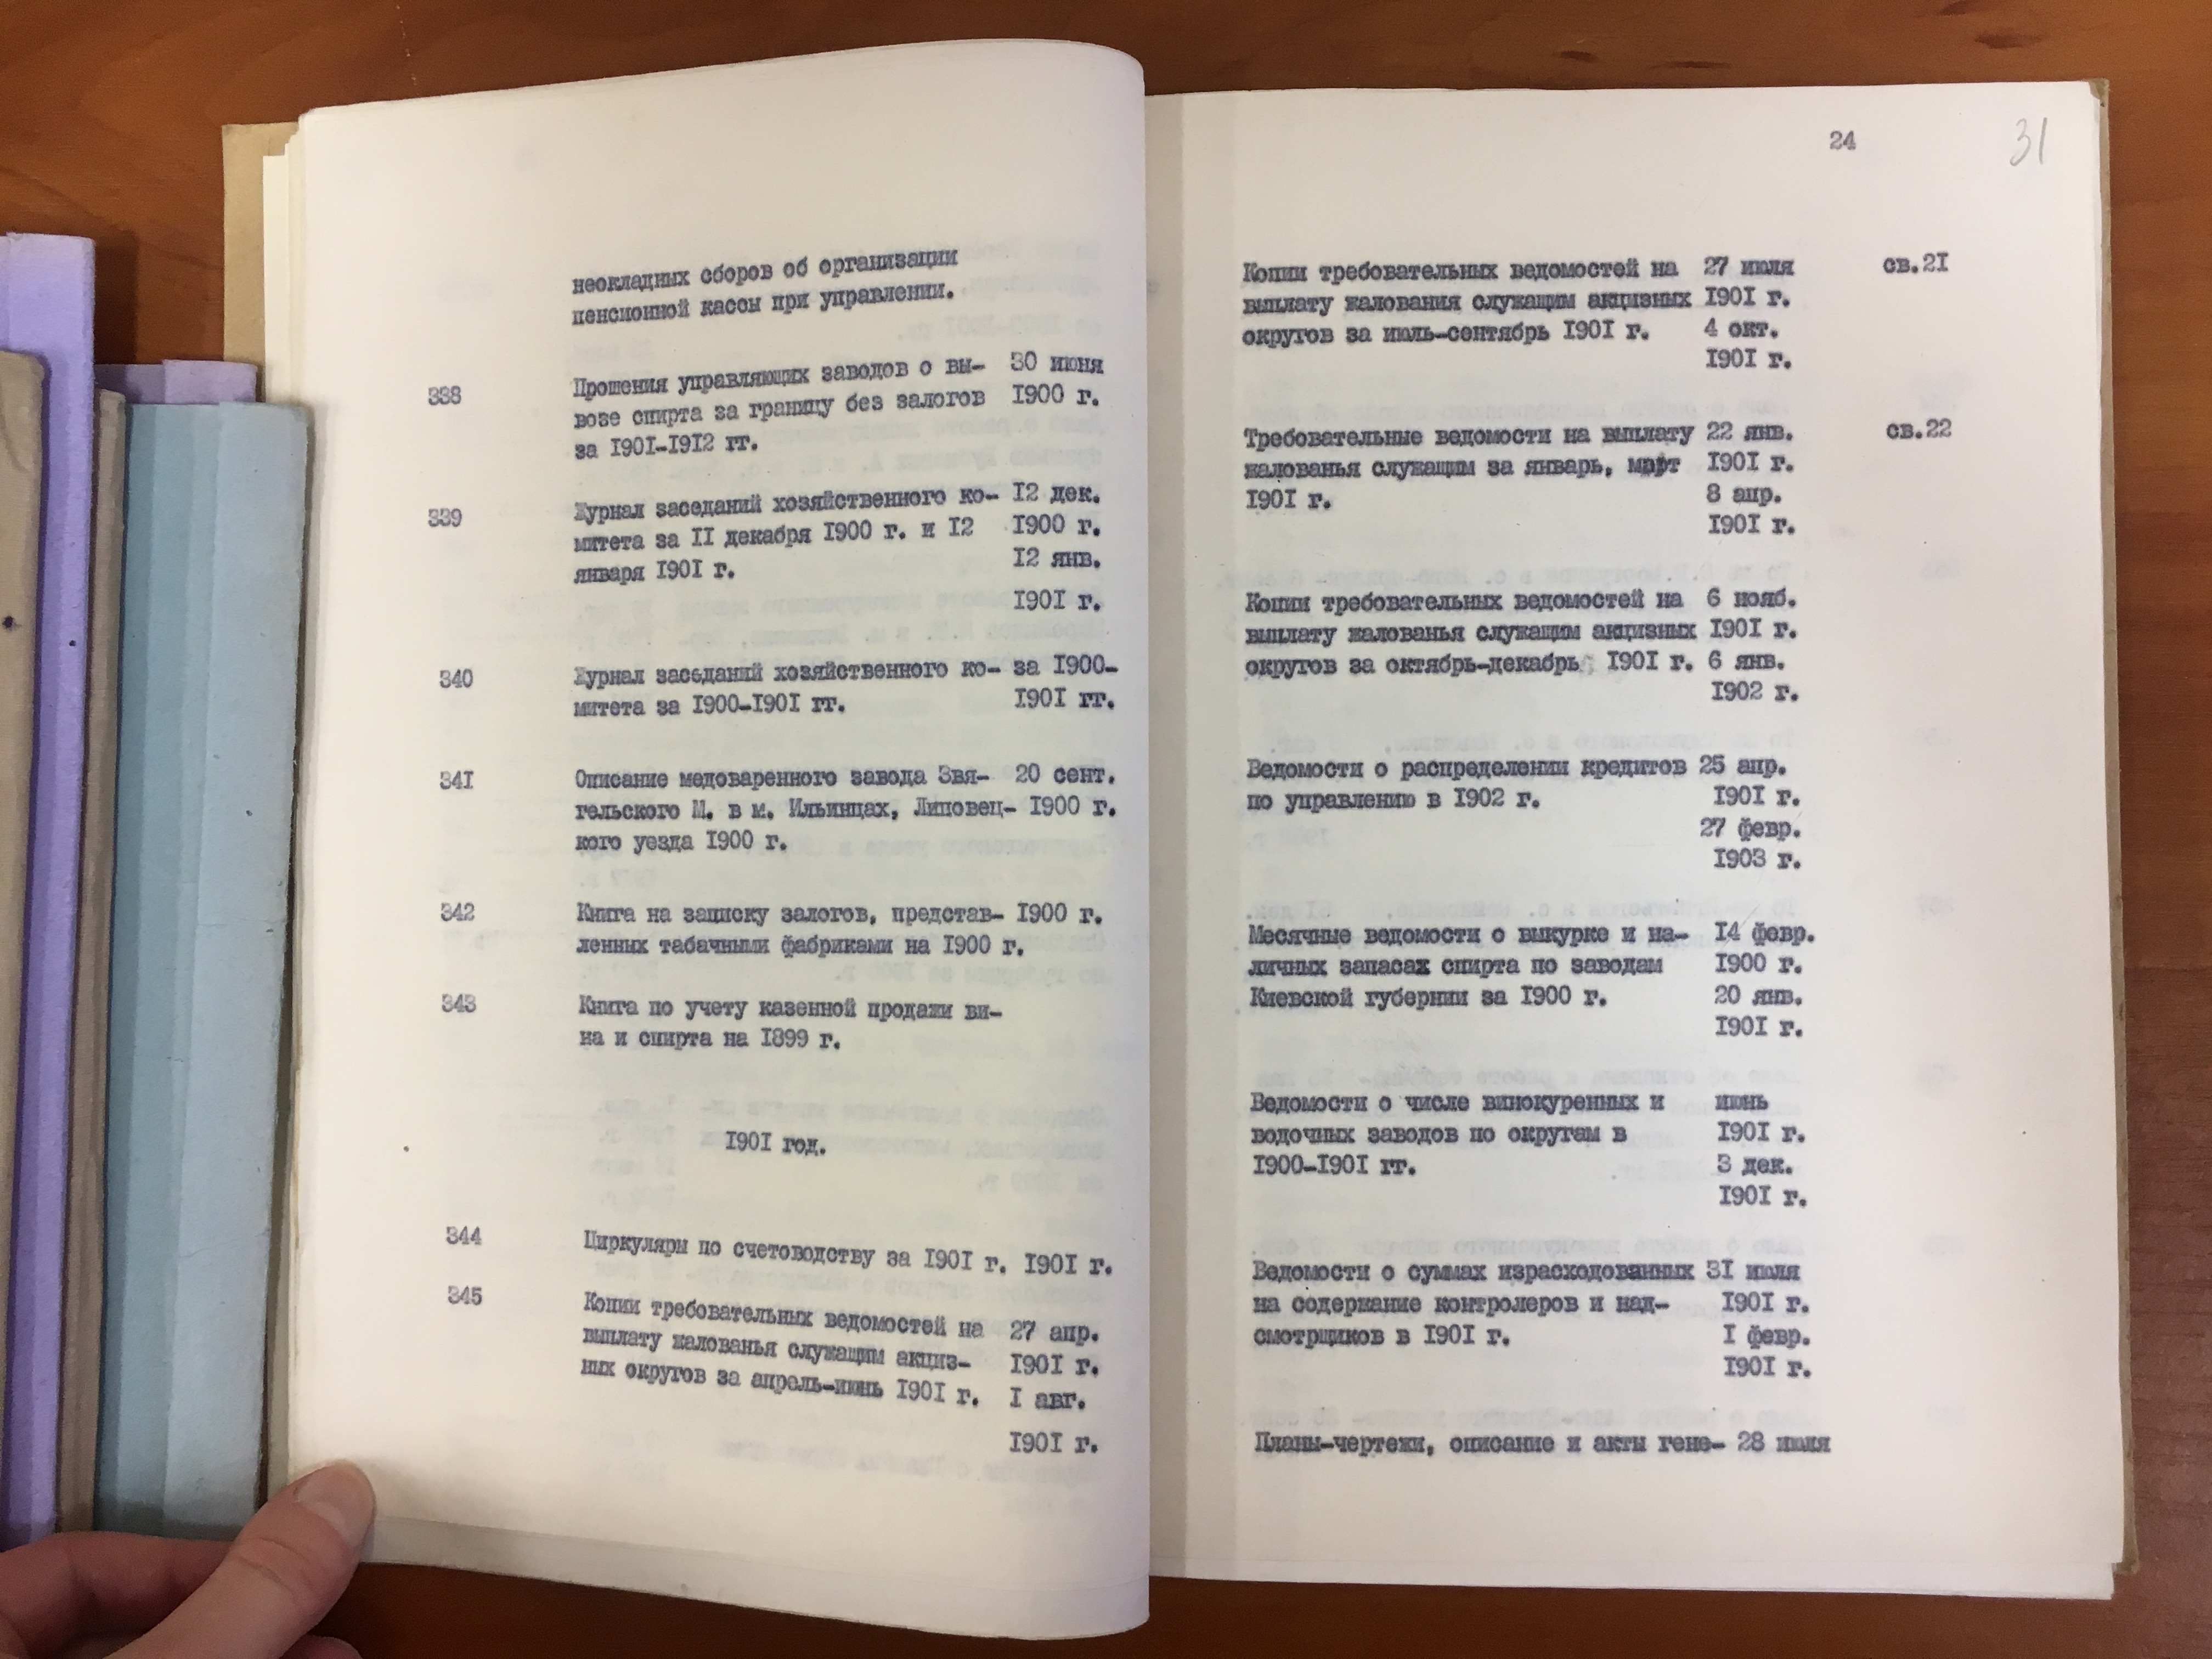 неокладных сборов об организации
пенсионной кассы при управлении.
338 Прошения управляющих заводов о вы- 30 июня
возе спирта за границу без залогов 1900 г.
за 1901-1912 гг.
339 Журнал заседаний хозяйственного ко- 12 дек.
митета за 11 декабря 1900 г. и 12 1900 г.
января 1901 г. 12 янв.
1901 г.
340 Журнал заседаний хозяйственного ко- за 1900-
митета за 1900-1901 гг. 1901 гг.
341 Описание медоваренного завода Звя- 20 сент.
гельского М. в м. Ильинцах, Липовец- 1900 г.
кого уезда 1900 г.
342 Книга на записку залогов, представ- 1900 г.
ленных табачными фабриками на 1900 г.
343 Книга по учету казенной продажи ви-
на и спирта на 1899 г.
1901 год.
344 Циркуляры по счетоводству за 1901 г. 1901 г.
345 Копии требовательных ведомостей на 27 апр.
выплату жалованья служащим акциз- 1901 г.
ных округов за апрель-июнь 1901 г. 1 авг.
1901 г.
24 31
Копии требовательных ведомостей на 27 июля св.21
выплату жалования служащим акцизных 1901 г.
округов за июль-сентябрь 1901 г. 4 окт.
1901 г.
Требовательные ведомости на выплату 22 янв. св.22
жалованья служащим за январь, март 1901 г.
1901 г. 8 апр.
1901 г.
Копии требовательных ведомостей на 6 нояб.
выплату жалованья служащим акцизных 1901 г.
округов за октябрь-декабрь 1901 г. 6 янв.
1902 г.
Ведомости о распределении кредитов 25 апр.
по управлению в 1902 г. 1901 г.
27 февр.
1903 г.
Месячные ведомости о выкурке и на- 14 февр.
личных запасах спирта по заводам 1900 г.
Киевской губернии за 1900 г. 20 янв.
1901 г.
Ведомости о числе винокуренных и июнь
водочных заводов по округам в 1901 г.
1900-1901 гг. 3 дек.
1901 г.
Ведомости о суммах израсходованных 31 июля
на содержание контролеров и над- 1901 г.
смотрщиков в 1901 г. 1 февр.
1901 г.
Планы-чертежи, описание и акты гене- 28 июля